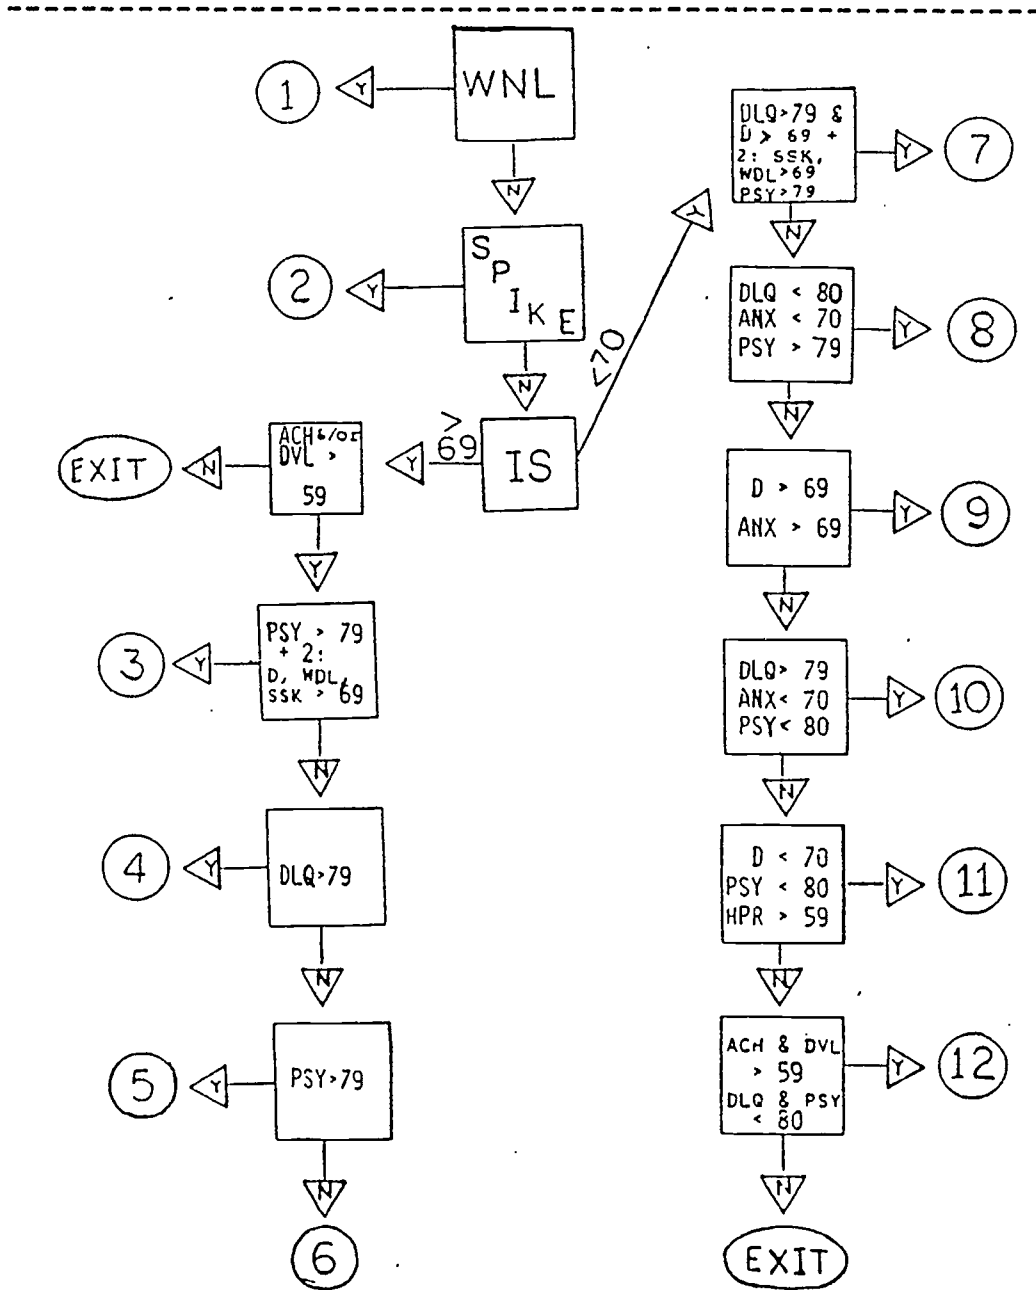 WNL
Y
1
N
SPIKE
Y
2
N
IS
> 69
Y
<70
Y
ACH &/or
DVL >
59
N
EXIT
Y
PSY > 79
+ 2:
D, WDL,
SSK > 69
Y
3
N
DLQ>79
Y
4
N
PSY>79
Y
5
N
6
DLQ>79 &
D > 69 +
2: SSK,
WDL>69
PSY>79
Y
7
N
DLQ < 80
ANX < 70
PSY > 79
Y
8
N
D > 69
ANX > 69
Y
9
N
DLQ> 79
ANX< 70
PSY< 80
Y
10
N
D < 70
PSY < 80
HPR > 59
Y
11
N
ACH & DVL
> 59
DLQ & PSY
< 80
Y
12
N
EXIT